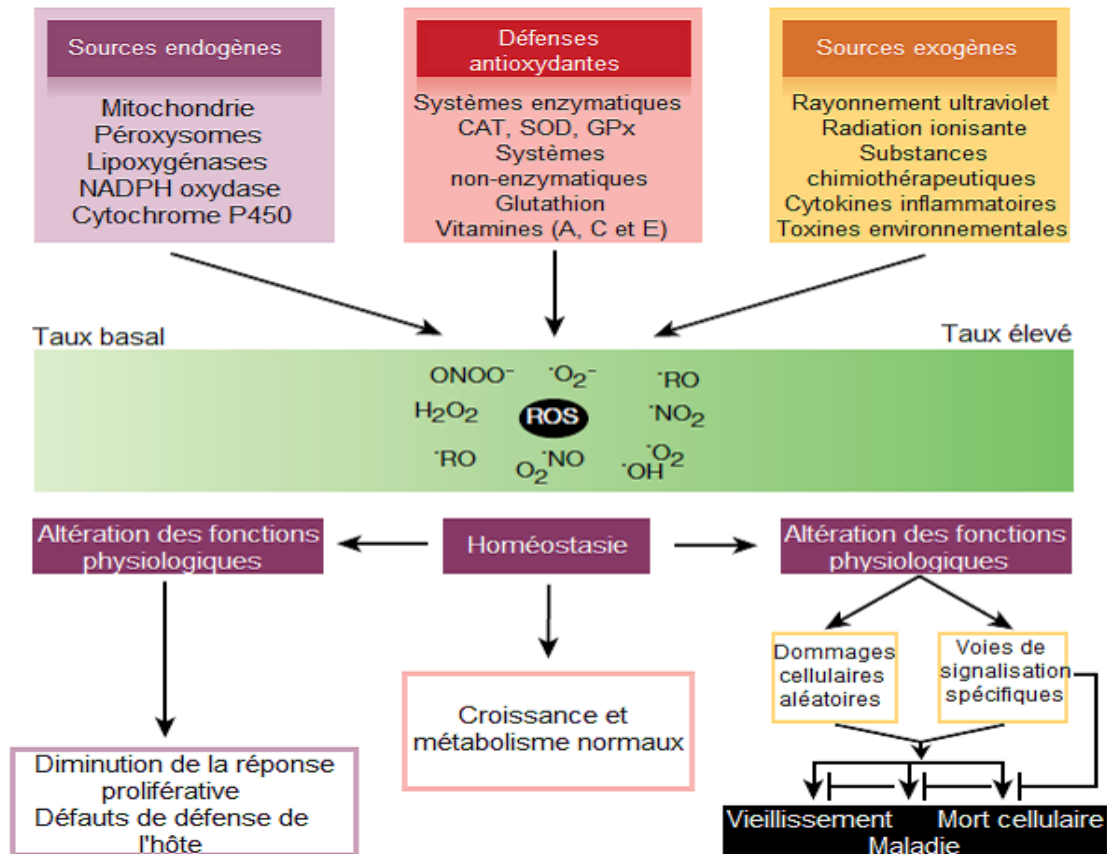 Sources endogènes
Mitochondrie
Péroxysomes
Lipoxygénases
NADPH oxydase
Cytochrome P450
Défenses
antioxydantes
Systèmes enzymatiques
CAT, SOD, GPx
Systèmes
non-enzymatiques
Glutathion
Vitamines (A, C et E)
Sources exogènes
Rayonnement ultraviolet
Radiation ionisante
Substances
chimiothérapeutiques
Cytokines inflammatoires
Toxines environnementales
Taux basal
Taux élevé
ONOO⁻
˙O₂⁻
˙RO
H₂O₂
ROS
˙NO₂
˙RO
O₂
˙NO
˙OH
˙O₂
Altération des fonctions
physiologiques
Homéostasie
Altération des fonctions
physiologiques
Dommages
cellulaires
aléatoires
Voies de
signalisation
spécifiques
Croissance et
métabolisme normaux
Diminution de la réponse
proliférative
Défauts de défense de
l'hôte
Vieillissement
Mort cellulaire
Maladie